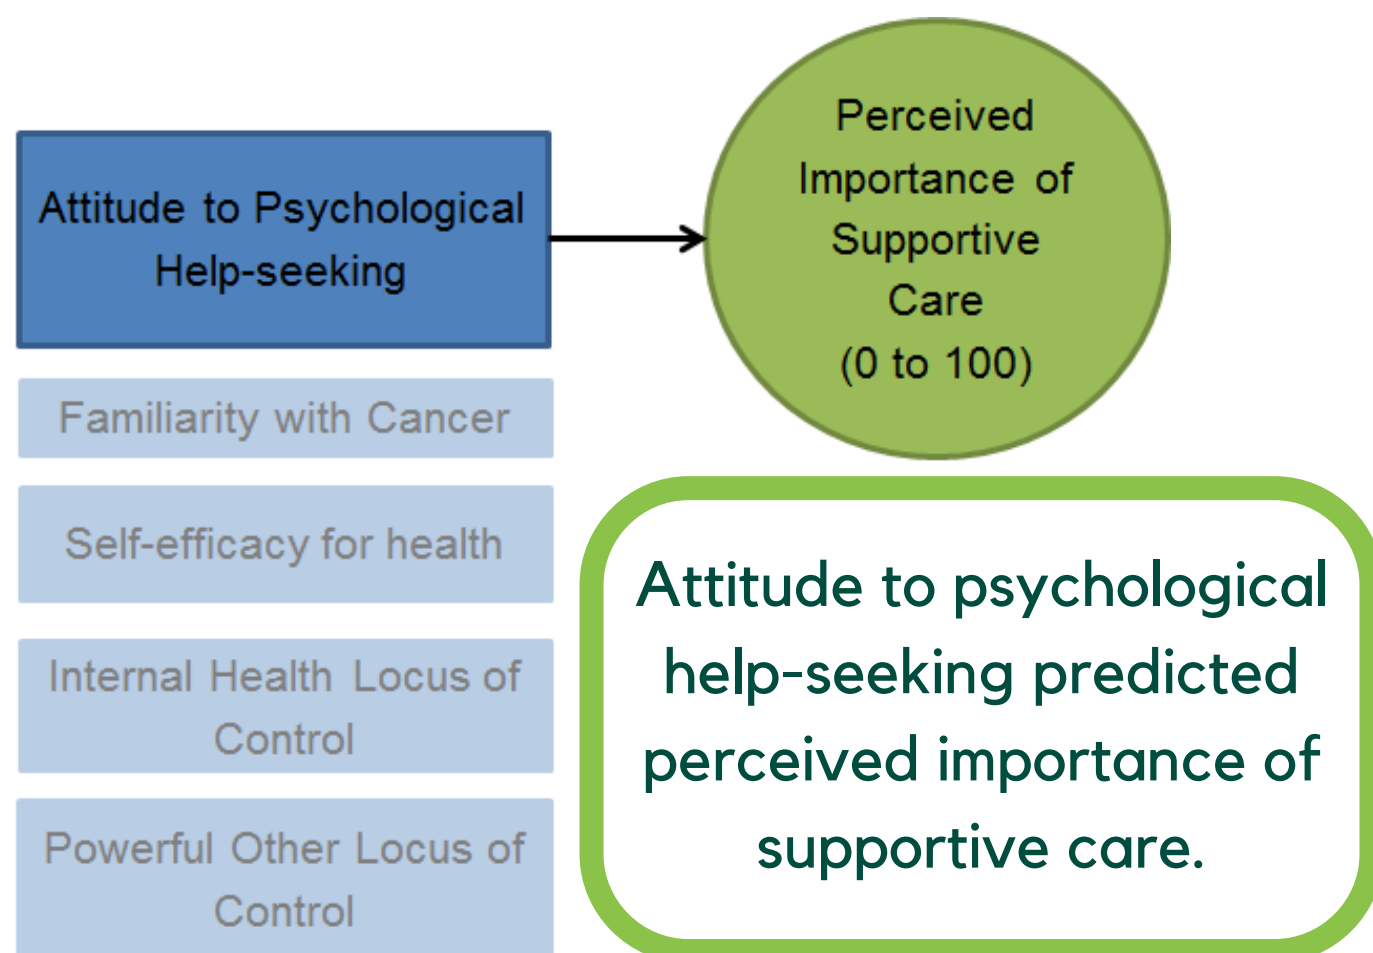 Attitude to Psychological
Help-seeking
Perceived
Importance of
Supportive
Care
(0 to 100)
Familiarity with Cancer
Self-efficacy for health
Internal Health Locus of
Control
Powerful Other Locus of
Control
Attitude to psychological
help-seeking predicted
perceived importance of
supportive care.